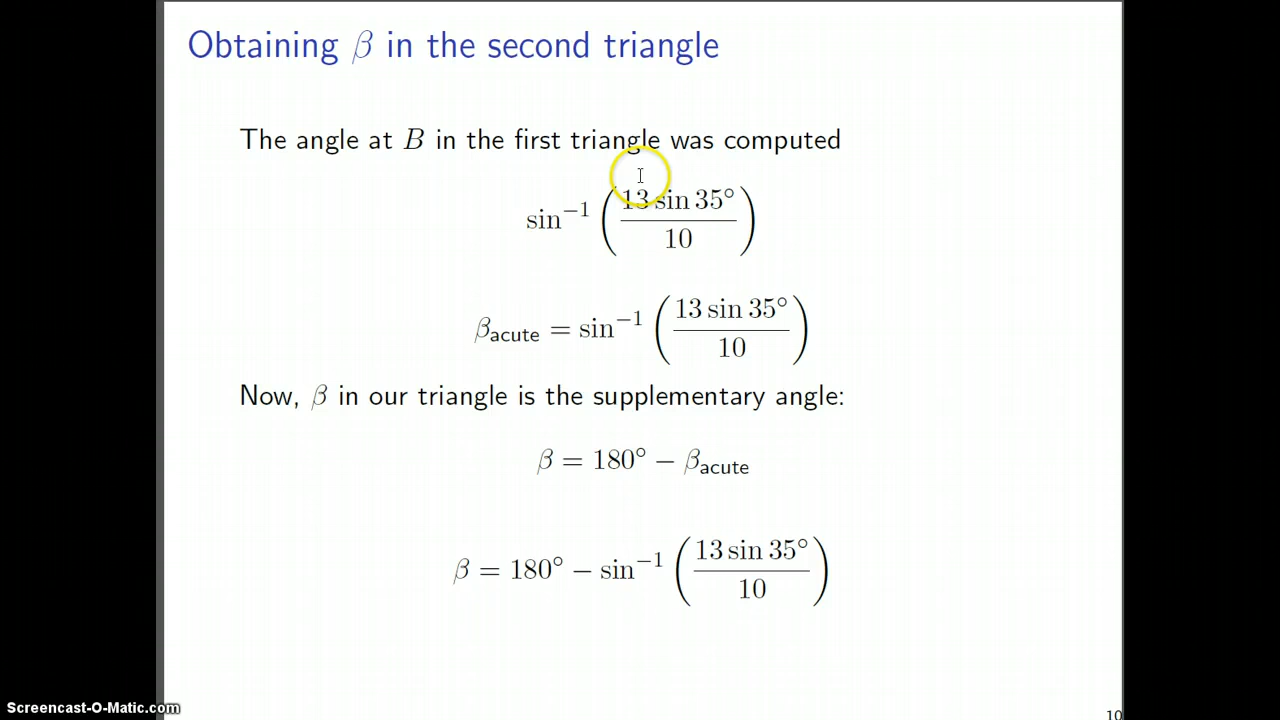 Obtaining β in the second triangle
The angle at B in the first triangle was computed
sin⁻¹ (13 sin 35° / 10)
β_acute = sin⁻¹ (13 sin 35° / 10)
Now, β in our triangle is the supplementary angle:
β = 180° − β_acute
β = 180° − sin⁻¹ (13 sin 35° / 10)
Screencast-O-Matic.com
10